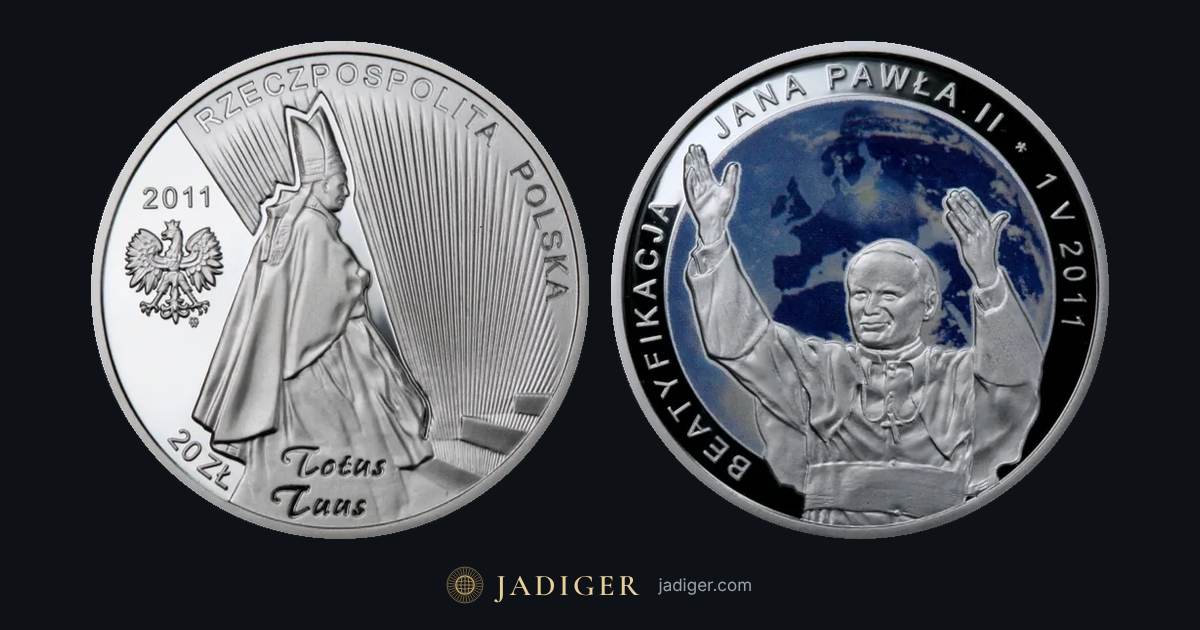 RZECZPOSPOLITA POLSKA
2011
20 ZŁ
Totus
Tuus
BEATYFIKACJA JANA PAWŁA II * 1 V 2011
JADIGER jadiger.com